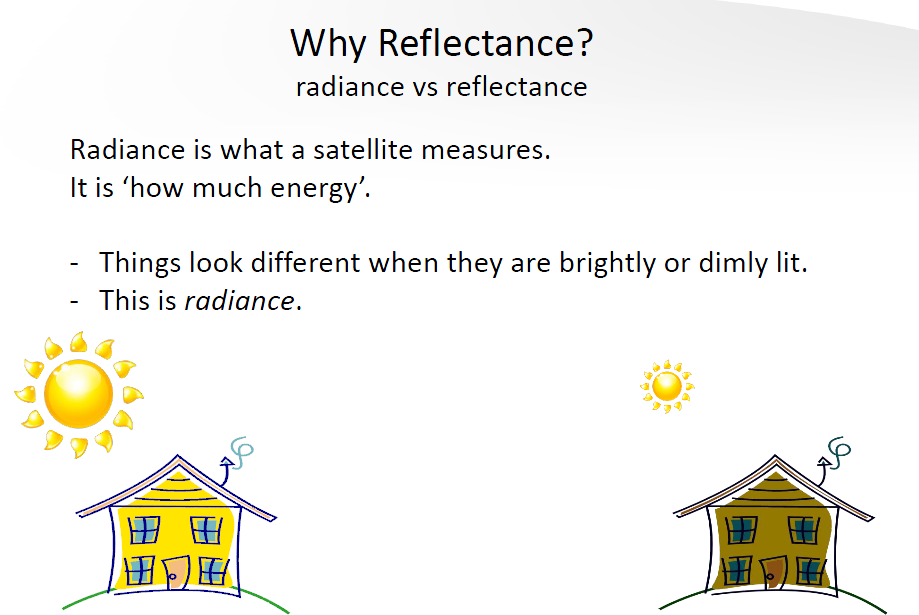 Why Reflectance?
radiance vs reflectance
Radiance is what a satellite measures.
It is ‘how much energy’.
- Things look different when they are brightly or dimly lit.
- This is radiance.